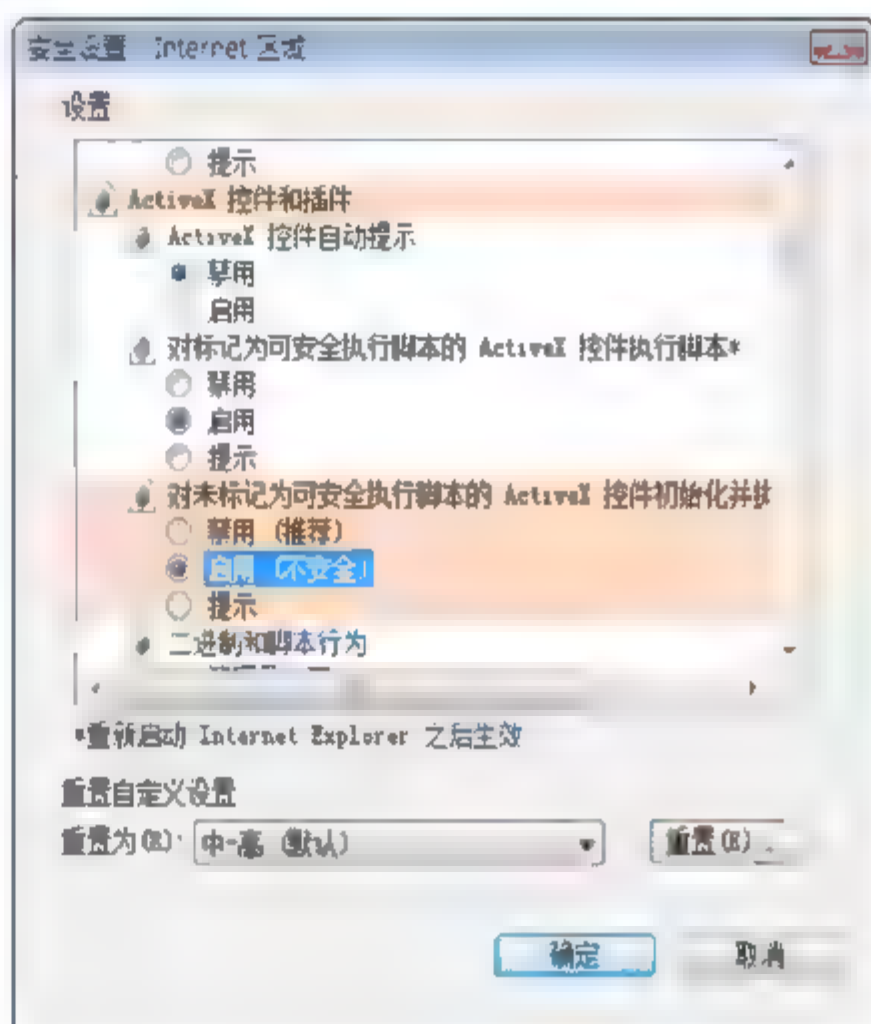 安全设置 Internet 区域
设置
提示
ActiveX 控件和插件
ActiveX 控件自动提示
禁用
启用
对标记为可安全执行脚本的 ActiveX 控件执行脚本*
禁用
启用
提示
对未标记为可安全执行脚本的 ActiveX 控件初始化并执
禁用（推荐）
启用（不安全）
提示
二进制和脚本行为
*重新启动 Internet Explorer 之后生效
重置自定义设置
重置为(R): 中-高（默认） 重置(E)
确定 取消